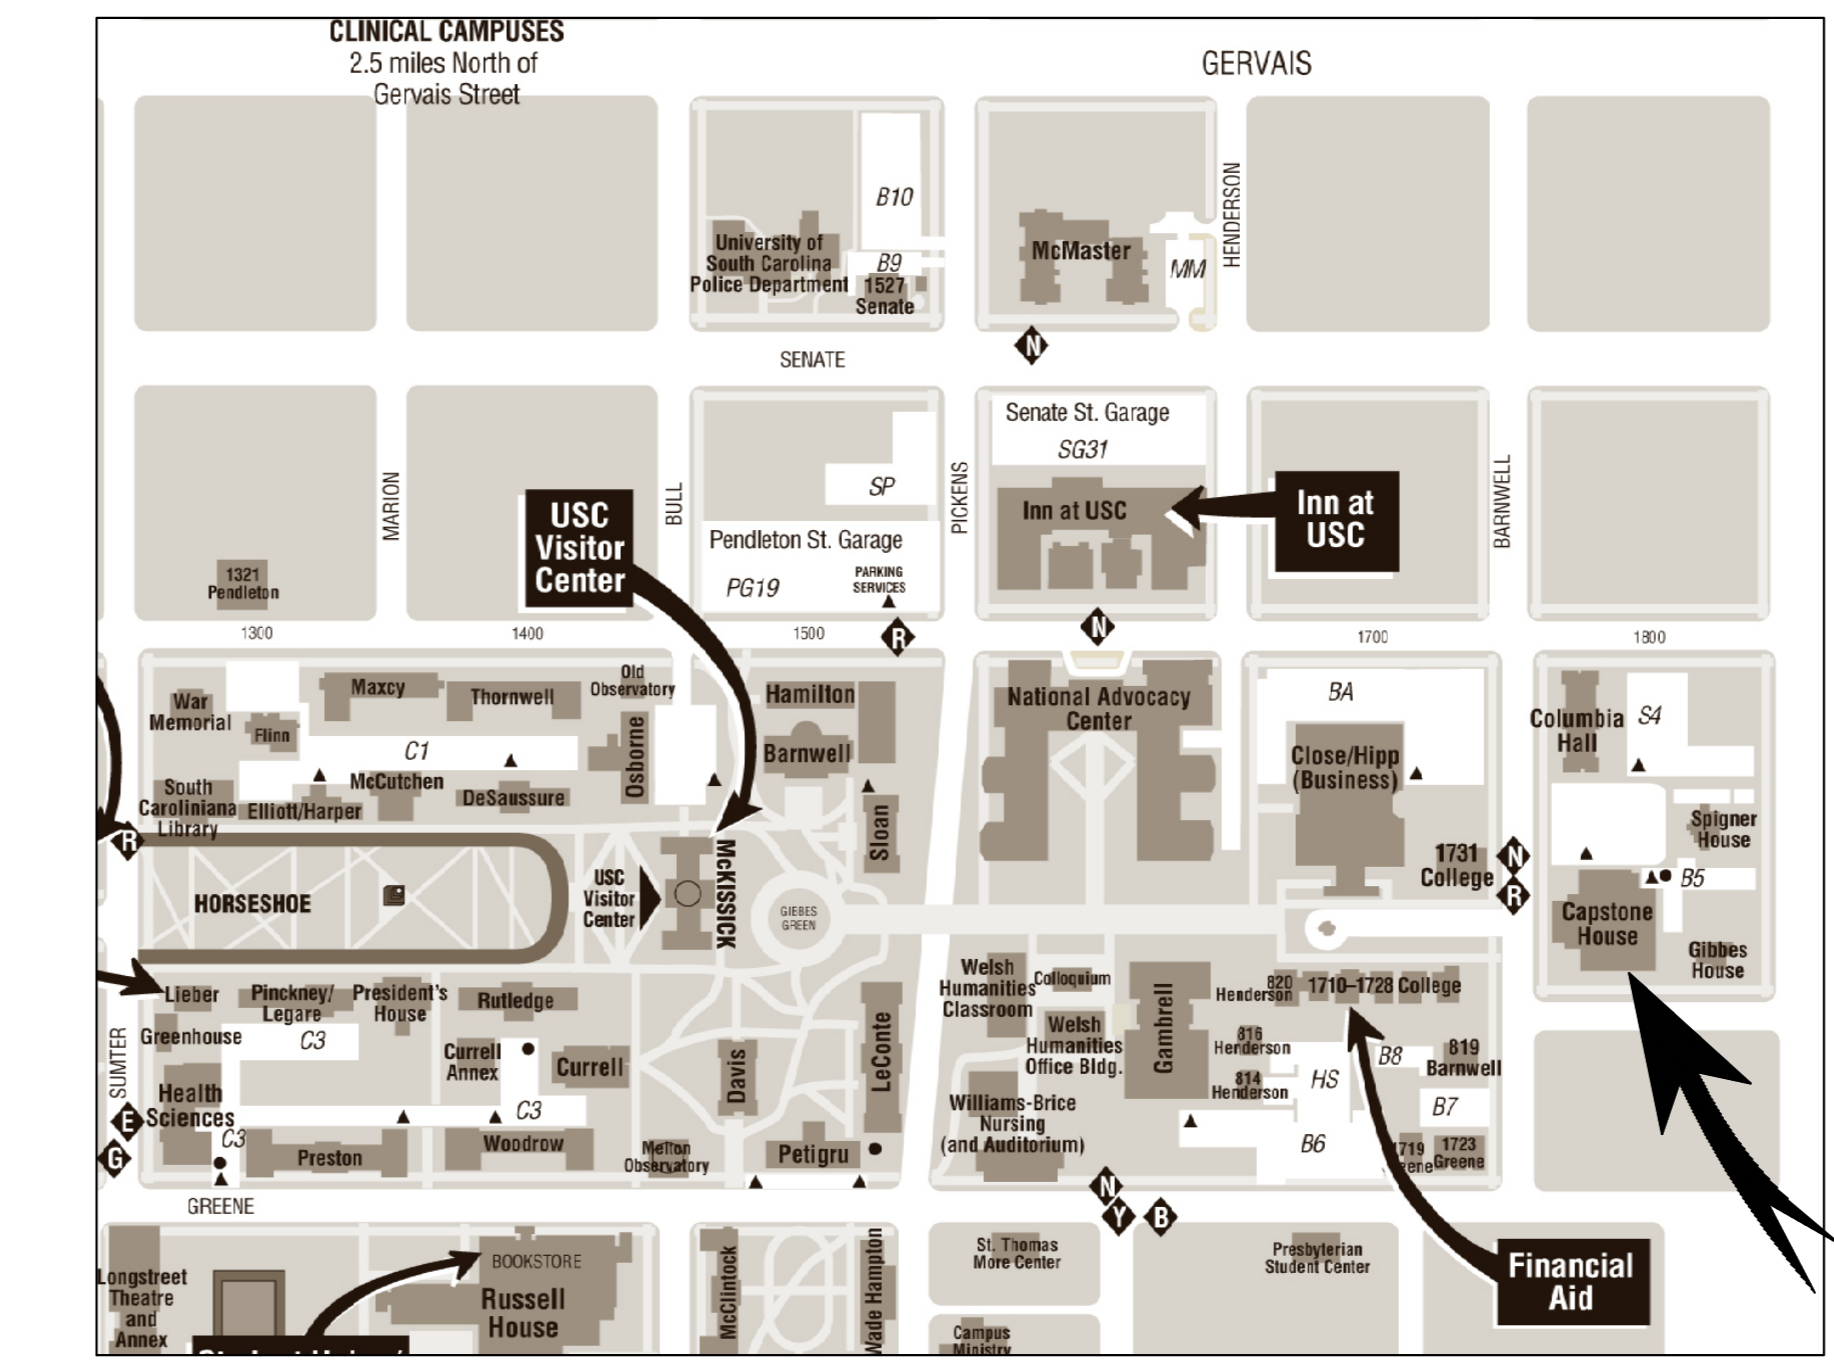 CLINICAL CAMPUSES
2.5 miles North of
Gervais Street
GERVAIS
B10
University of
South Carolina
Police Department
B9
1527
Senate
McMaster
MM
HENDERSON
N
SENATE
MARION
BULL
PICKENS
BARNWELL
1321
Pendleton
USC
Visitor
Center
SP
Pendleton St. Garage
PG19
PARKING
SERVICES
Senate St. Garage
SG31
Inn at USC
Inn at
USC
1300
1400
1500
R
N
1700
1800
War
Memorial
Flinn
Maxcy
Thornwell
Old
Observatory
C1
Osborne
South
Caroliniana
Library
Elliott/Harper
McCutchen
DeSaussure
Hamilton
Barnwell
Sloan
National Advocacy
Center
BA
Close/Hipp
(Business)
1731
College
N
R
Columbia
Hall
S4
Spigner
House
B5
Capstone
House
Gibbes
House
R
HORSESHOE
USC
Visitor
Center
McKISSICK
GIBBES
GREEN
Lieber
Pinckney/
Legare
President's
House
Rutledge
Greenhouse
C3
Currell
Annex
Currell
SUMTER
Health
Sciences
C3
C3
E
G
Preston
Woodrow
Melton
Observatory
Davis
LeConte
Petigru
Welsh
Humanities
Classroom
Colloquium
Welsh
Humanities
Office Bldg.
Gambrell
Williams-Brice
Nursing
(and Auditorium)
820
Henderson
1710–1728 College
816
Henderson
814
Henderson
HS
B8
819
Barnwell
B7
B6
1719
Greene
1723
Greene
GREENE
N
Y
B
Longstreet
Theatre
and
Annex
BOOKSTORE
Russell
House
McClintock
Wade Hampton
St. Thomas
More Center
Campus
Ministry
Presbyterian
Student Center
Financial
Aid